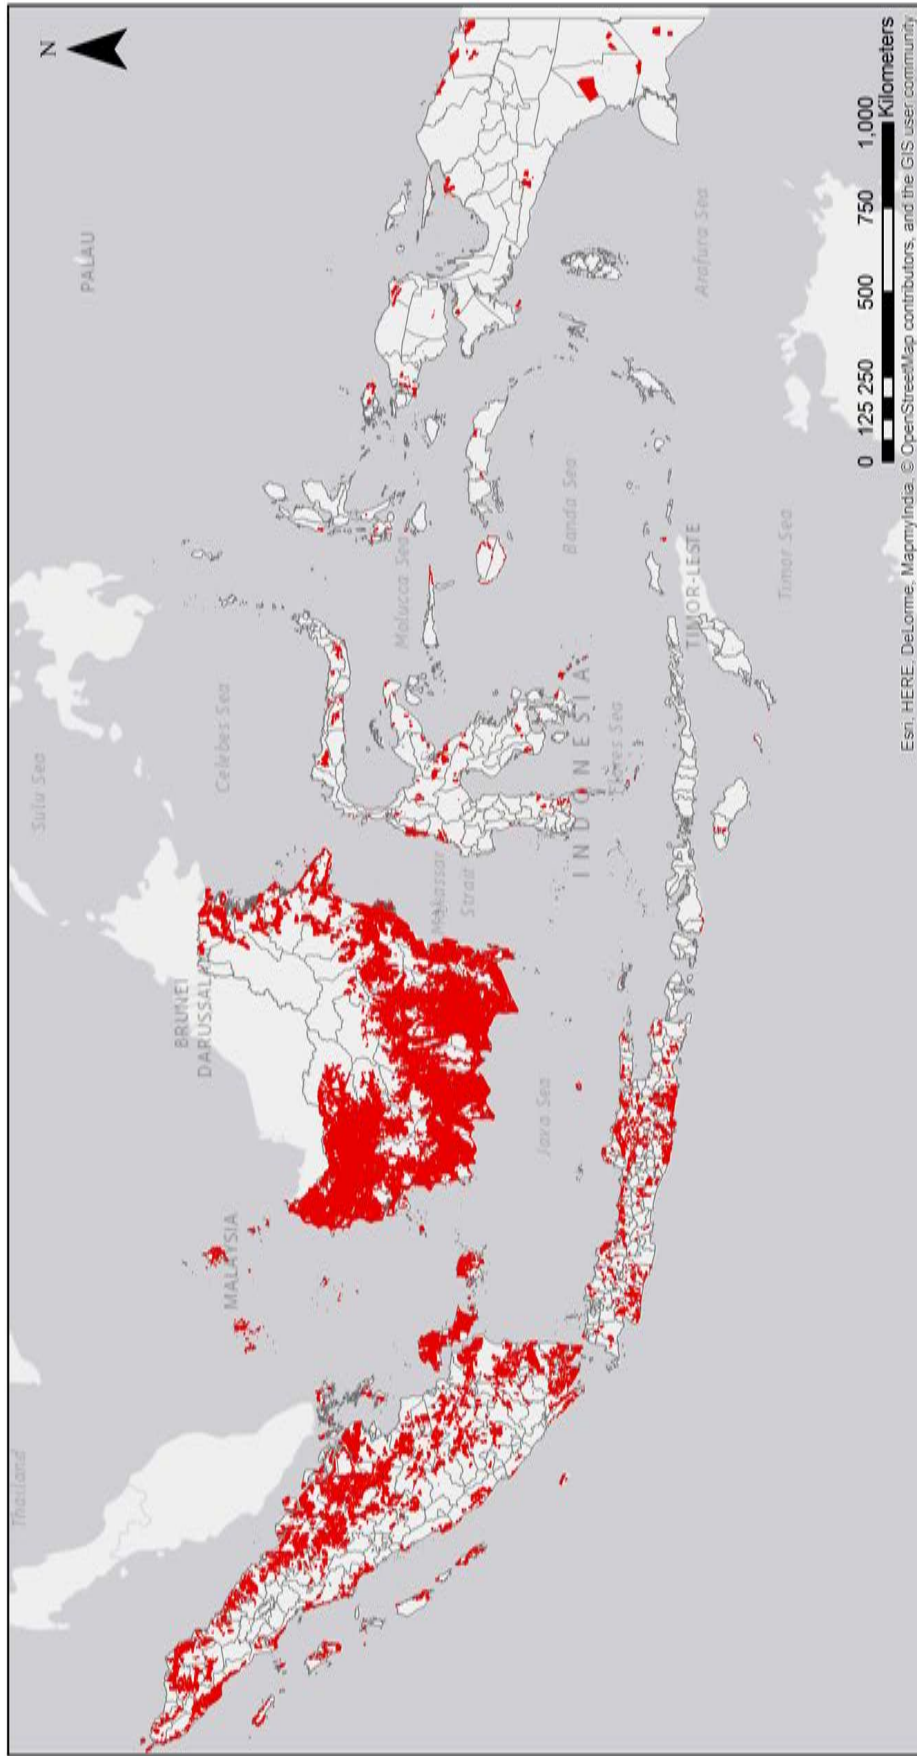 N
Thailand
Sulu Sea
PALAU
BRUNEI
DARUSSAL
Celebes Sea
MALAYSIA
Molucca Sea
Makassar
Strait
Banda Sea
INDONESIA
Java Sea
Flores Sea
Arafura Sea
TIMOR-LESTE
Timor Sea
0 125 250 500 750 1,000
Kilometers
Esri, HERE, DeLorme, MapmyIndia, © OpenStreetMap contributors, and the GIS user community